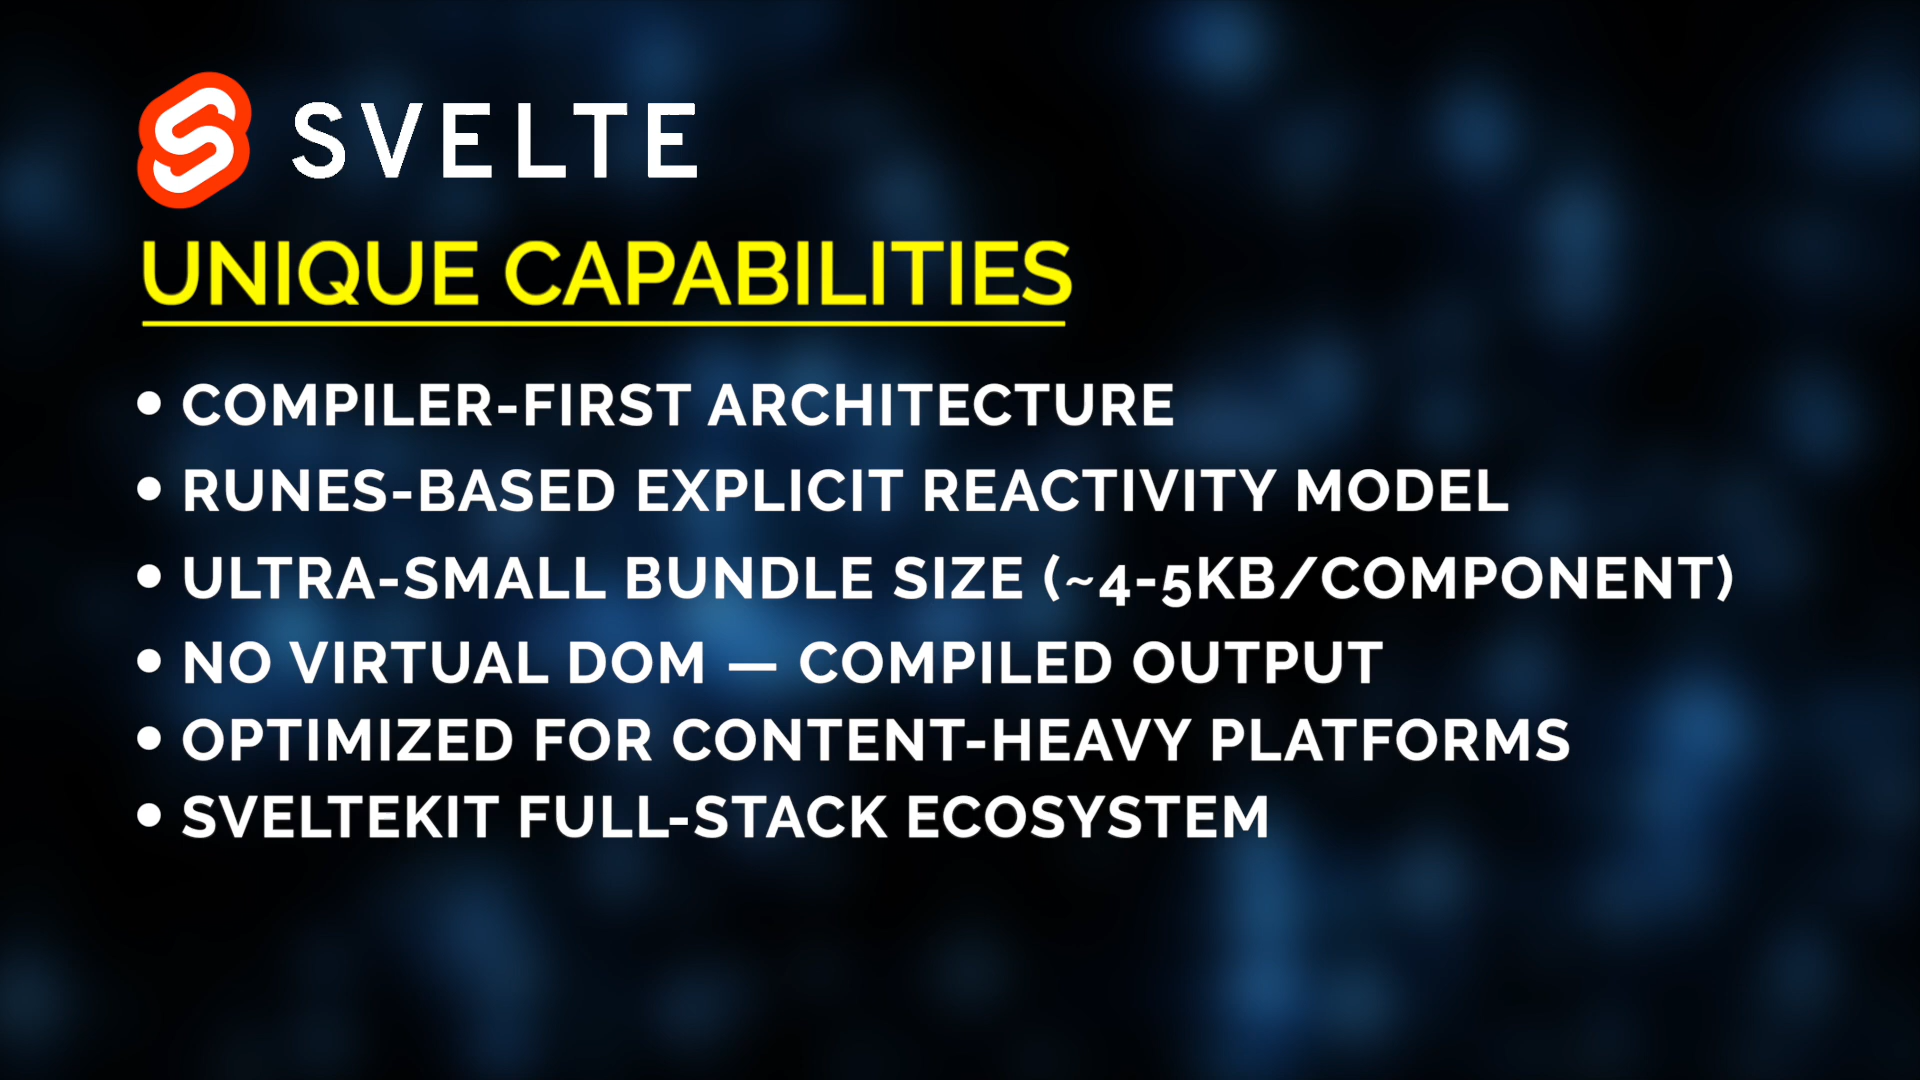 SVELTE
UNIQUE CAPABILITIES
• COMPILER-FIRST ARCHITECTURE
• RUNES-BASED EXPLICIT REACTIVITY MODEL
• ULTRA-SMALL BUNDLE SIZE (~4-5KB/COMPONENT)
• NO VIRTUAL DOM — COMPILED OUTPUT
• OPTIMIZED FOR CONTENT-HEAVY PLATFORMS
• SVELTEKIT FULL-STACK ECOSYSTEM